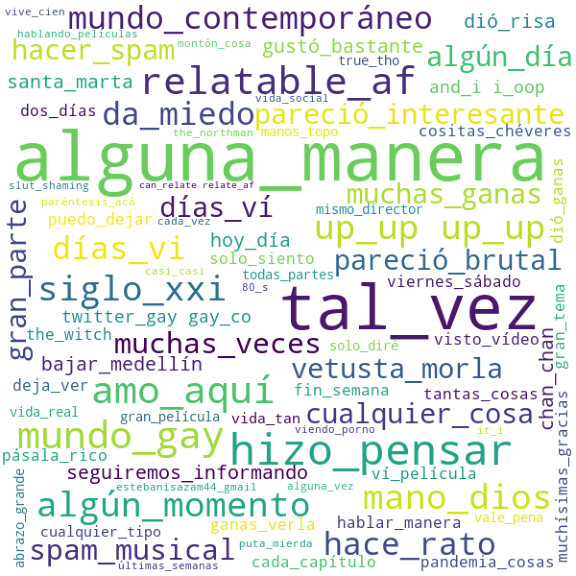 vive_cien
mundo_contemporáneo
dió_risa
hablando_películas
hacer_spam
montón_cosa
gustó_bastante
algún_día
true_tho
santa_marta
relatable_af
and_i i_oop
vida_social
dos_días
da_miedo
pareció_interesante
the_northman
manos_topo
cositas_chéveres
alguna_manera
dió_ganas
slut_shaming
can_relate relate_af
muchas_ganas
paréntesis_acá
días_ví
mismo_director
puedo_dejar
cada_vez
up_up up_up
gran_parte
días_vi
hoy_día
solo_siento
pareció_brutal
casi_casi
todas_partes
siglo_xxi
80_s
viernes_sábado
tal_vez
gran_tema
twitter_gay gay_co
the_witch
muchas_veces
solo_diré
visto_vídeo
chan_chan
bajar_medellín
vetusta_morla
deja_ver
amo_aquí
fin_semana
tantas_cosas
vida_real
gran_película
vida_tan
cualquier_cosa
muchísimas_gracias
mundo_gay
viendo_porno
it_i
hizo_pensar
pásala_rico
seguiremos_informando
ví_película
abrazo_grande
estebanisazam44_gmail
alguna_vez
mano_dios
algún_momento
ganas_verla
hablar_manera
vale_pena
cualquier_tipo
spam_musical
puta_mierda
hace_rato
últimas_semanas
cada_capítulo
pandemia_cosas